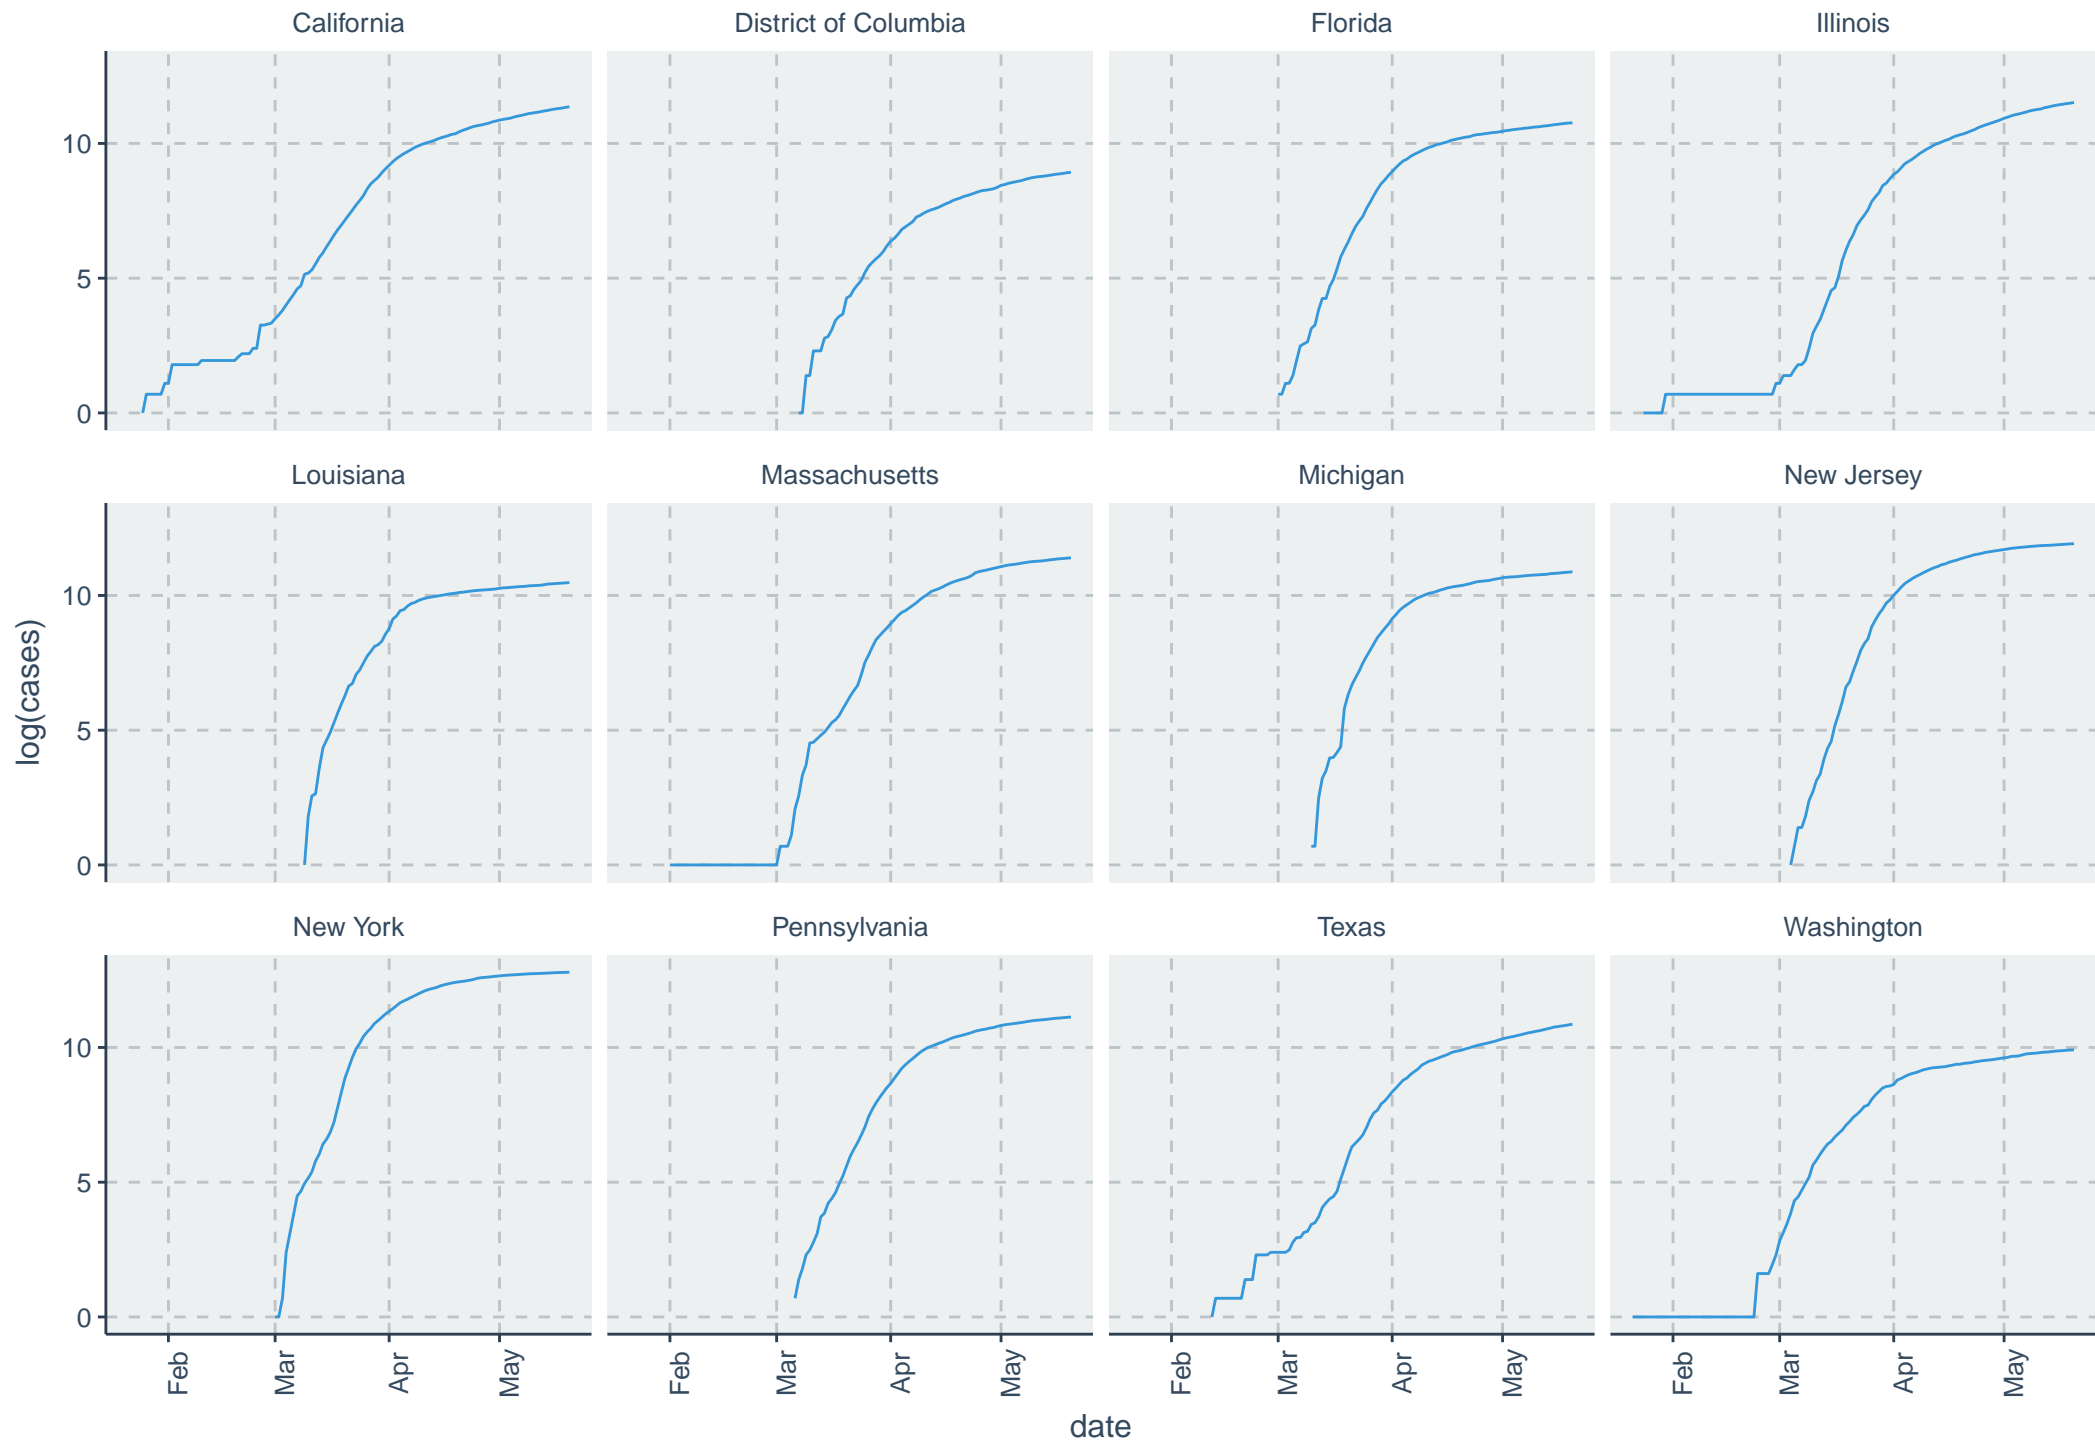 California District of Columbia Florida Illinois
10
5
0
Louisiana Massachusetts Michigan New Jersey
10
5
0
log(cases)
New York Pennsylvania Texas Washington
10
5
0
Feb Mar Apr May Feb Mar Apr May Feb Mar Apr May Feb Mar Apr May
date